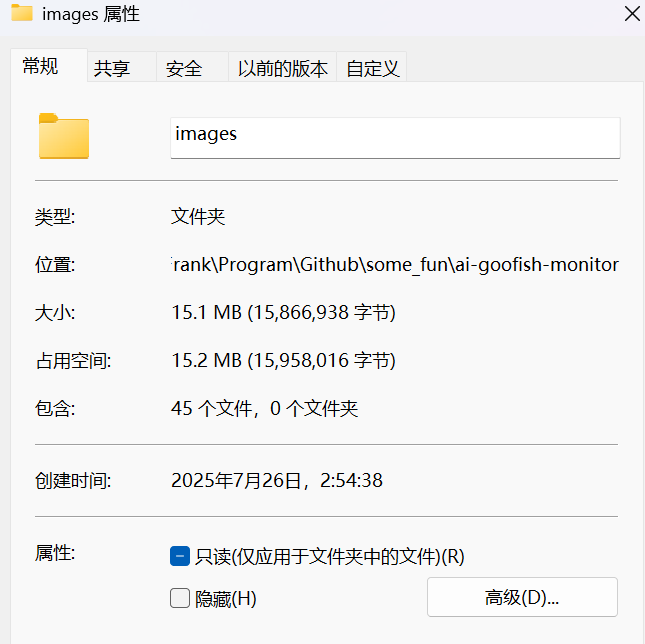 images 属性
常规 共享 安全 以前的版本 自定义
images
类型: 文件夹
位置: rank\Program\Github\some_fun\ai-goofish-monitor
大小: 15.1 MB (15,866,938 字节)
占用空间: 15.2 MB (15,958,016 字节)
包含: 45 个文件，0 个文件夹
创建时间: 2025年7月26日，2:54:38
属性: 只读(仅应用于文件夹中的文件)(R)
隐藏(H) 高级(D)...